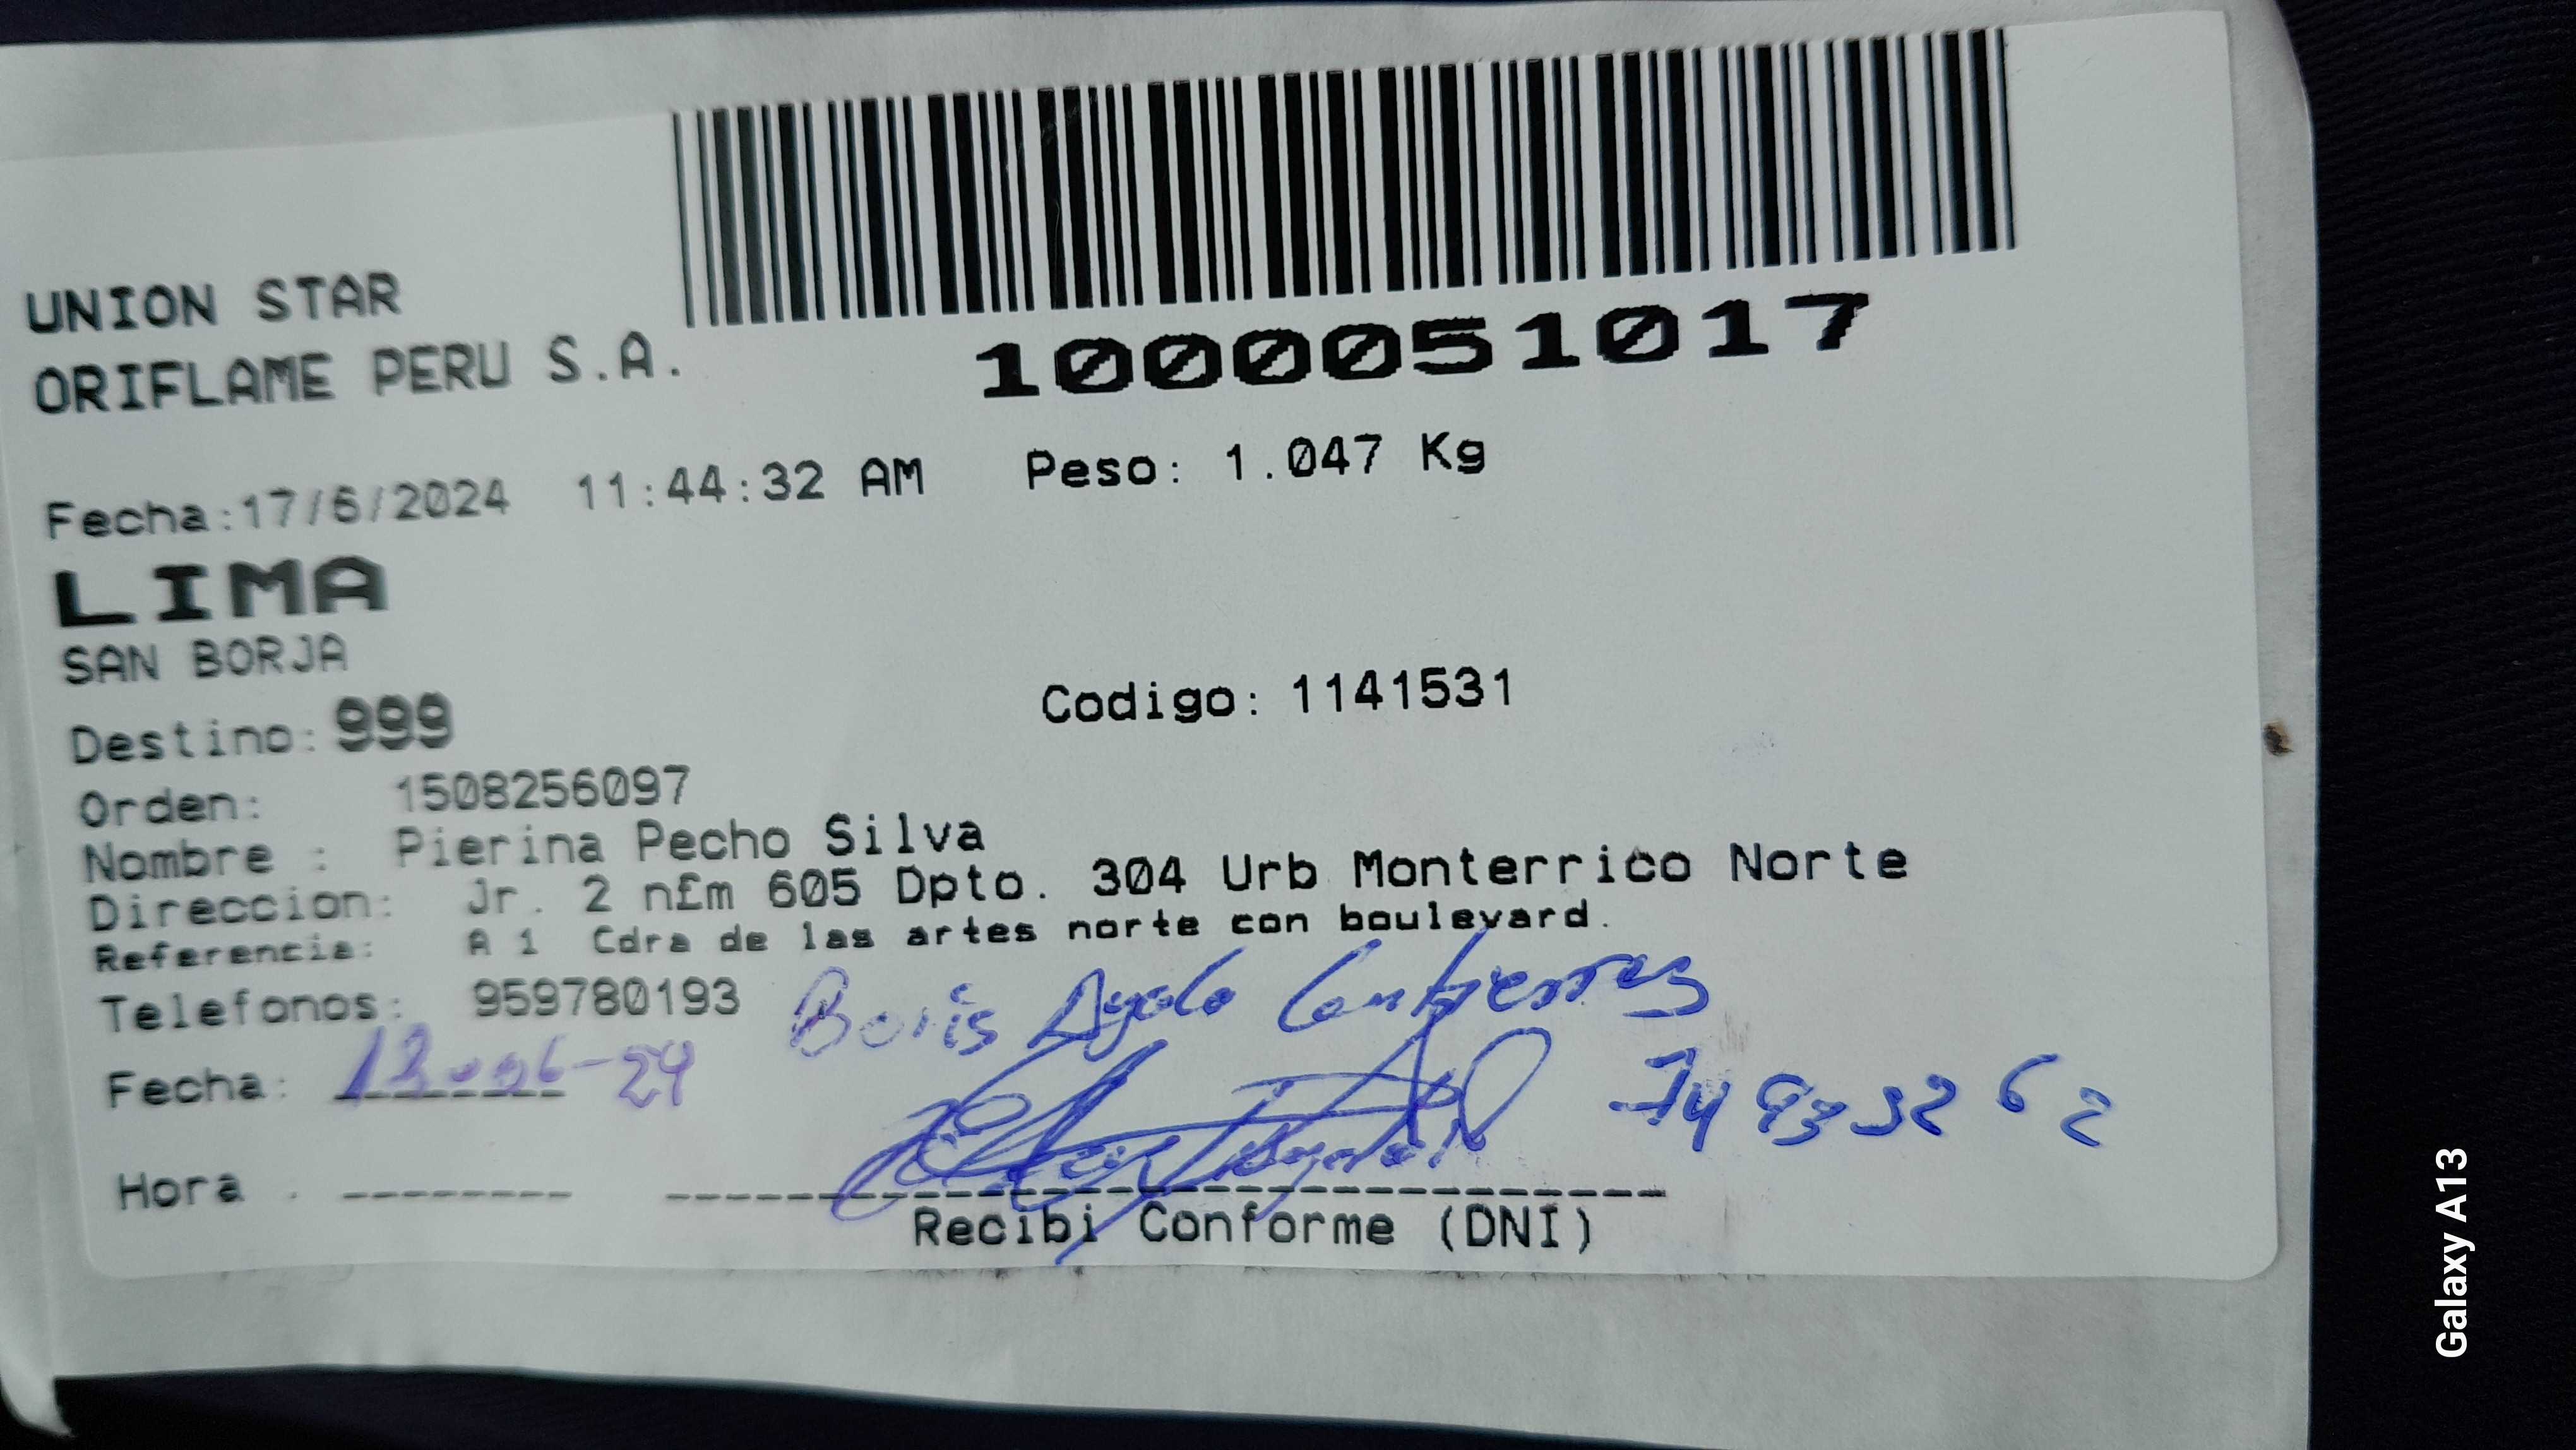 UNION STAR
ORIFLAME PERU S.A.
1000051017
Fecha:17/6/2024 11:44:32 AM Peso: 1.047 Kg
LIMA
SAN BORJA
Destino: 999 Codigo: 1141531
Orden: 1508256097
Nombre : Pierina Pecho Silva
Direccion: Jr. 2 n£m 605 Dpto. 304 Urb Monterrico Norte
Referencia: A 1 Cdra de las artes norte con boulevard.
Telefonos: 959780193
Boris Ayala
Fecha: -24
Hora .
Recibi Conforme (DNI)
Galaxy A13